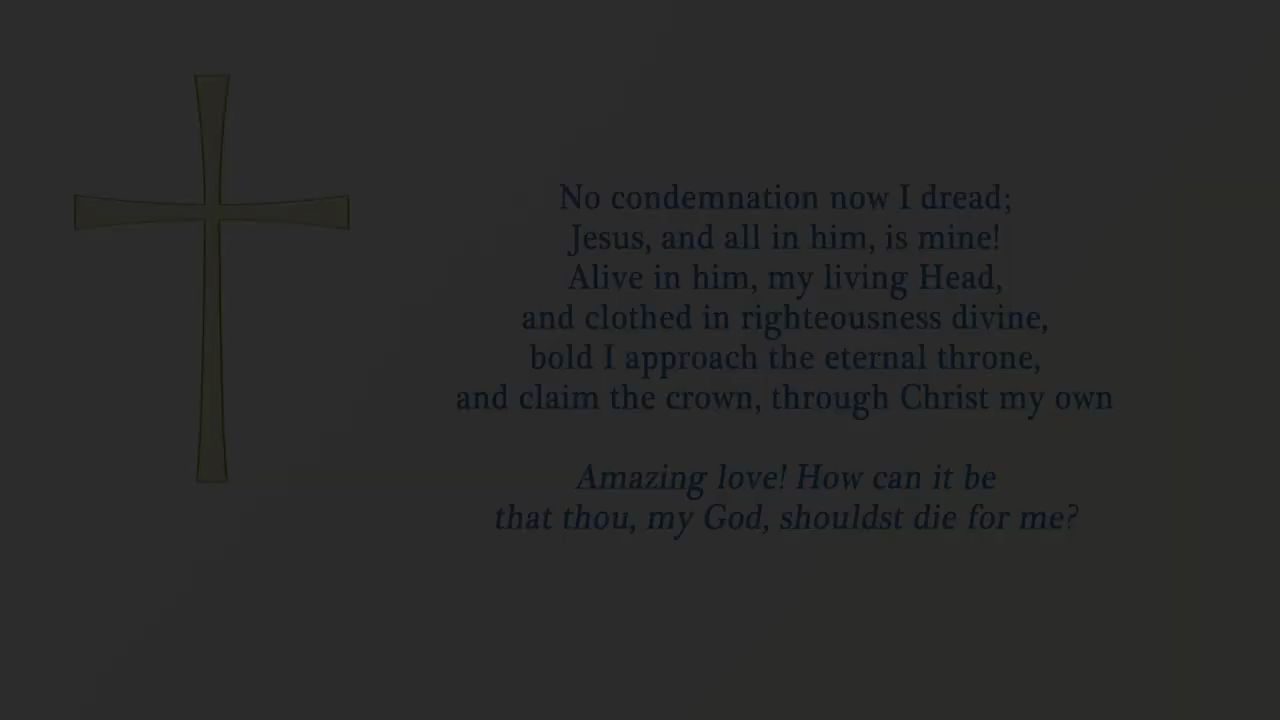 No condemnation now I dread;
Jesus, and all in him, is mine!
Alive in him, my living Head,
and clothed in righteousness divine,
bold I approach the eternal throne,
and claim the crown, through Christ my own
Amazing love! How can it be
that thou, my God, shouldst die for me?